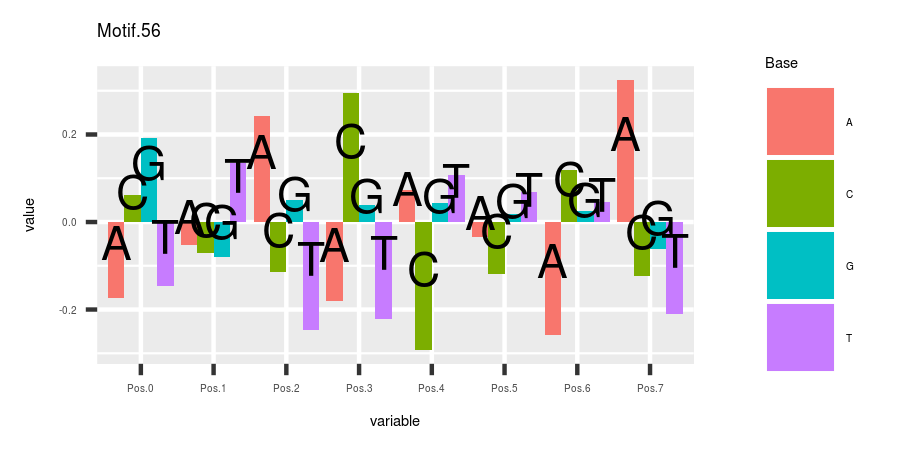 Motif.56
Base
A
C
G
T
value
0.2
0.0
-0.2
A C G T A C G T A C G T A C G T A C G T A C G T A C G T A C G T
Pos.0 Pos.1 Pos.2 Pos.3 Pos.4 Pos.5 Pos.6 Pos.7
variable